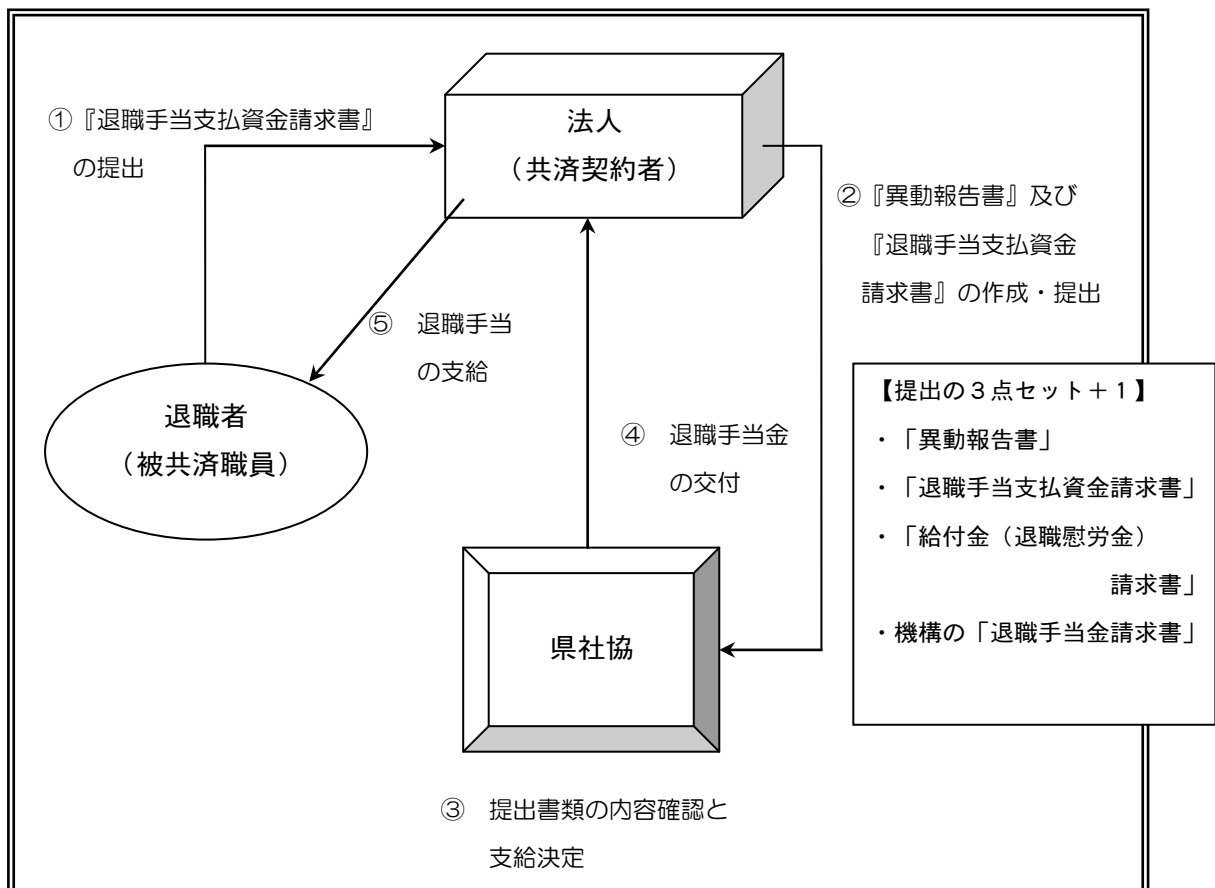 ①『退職手当支払資金請求書』
の提出
法人
（共済契約者）
②『異動報告書』及び
『退職手当支払資金
請求書』の作成・提出
⑤　退職手当
の支給
退職者
（被共済職員）
④　退職手当金
の交付
【提出の３点セット＋１】
・「異動報告書」
・「退職手当支払資金請求書」
・「給付金（退職慰労金）
請求書」
・機構の「退職手当金請求書」
県社協
③　提出書類の内容確認と
支給決定